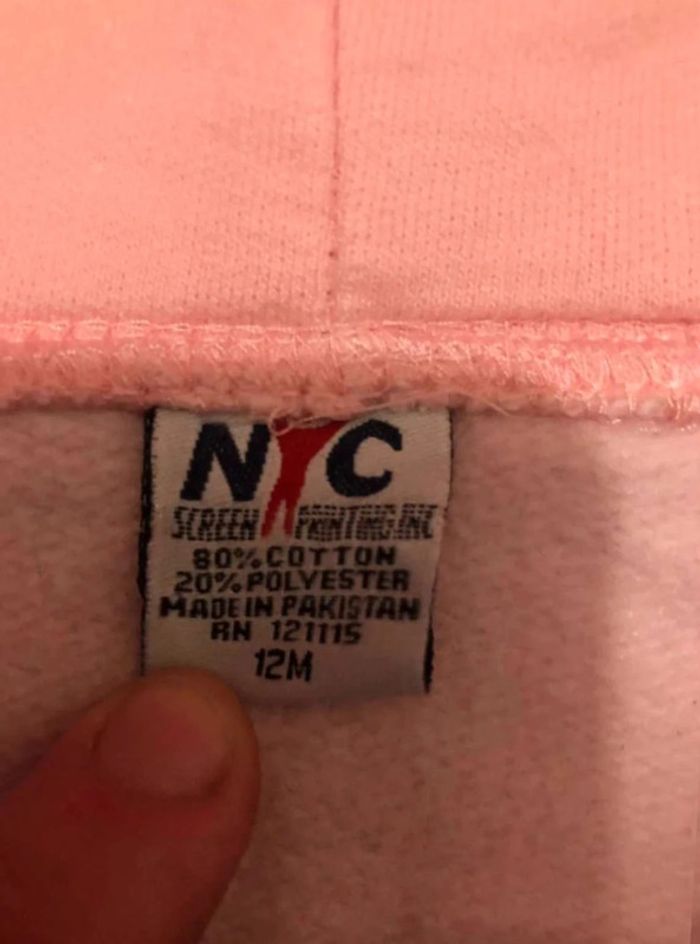 NYC
SCREEN PRINTING.INC
80% COTTON
20% POLYESTER
MADE IN PAKISTAN
RN 121115
12M